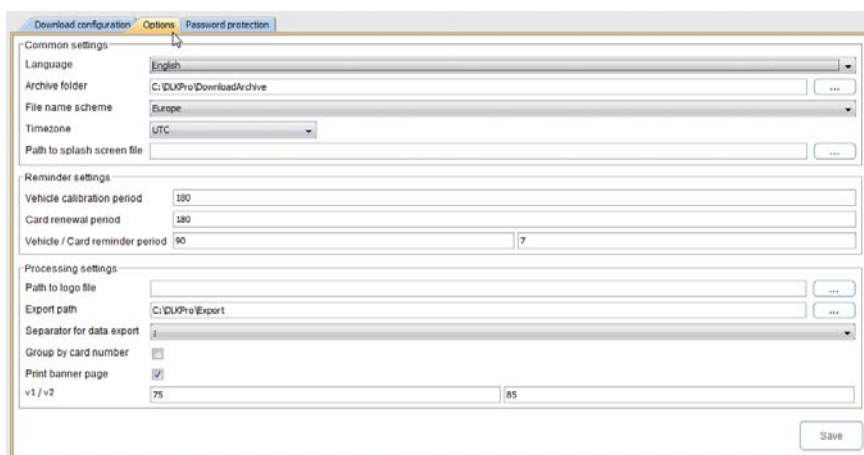 Download configuration Options Password protection
Common settings
Language English
Archive folder C:\DLKPro\DownloadArchive ...
File name scheme Europe
Timezone UTC
Path to splash screen file ...
Reminder settings
Vehicle calibration period 180
Card renewal period 180
Vehicle / Card reminder period 90 7
Processing settings
Path to logo file ...
Export path C:\DLKPro\Export ...
Separator for data export ;
Group by card number
Print banner page
v1 / v2 75 85
Save